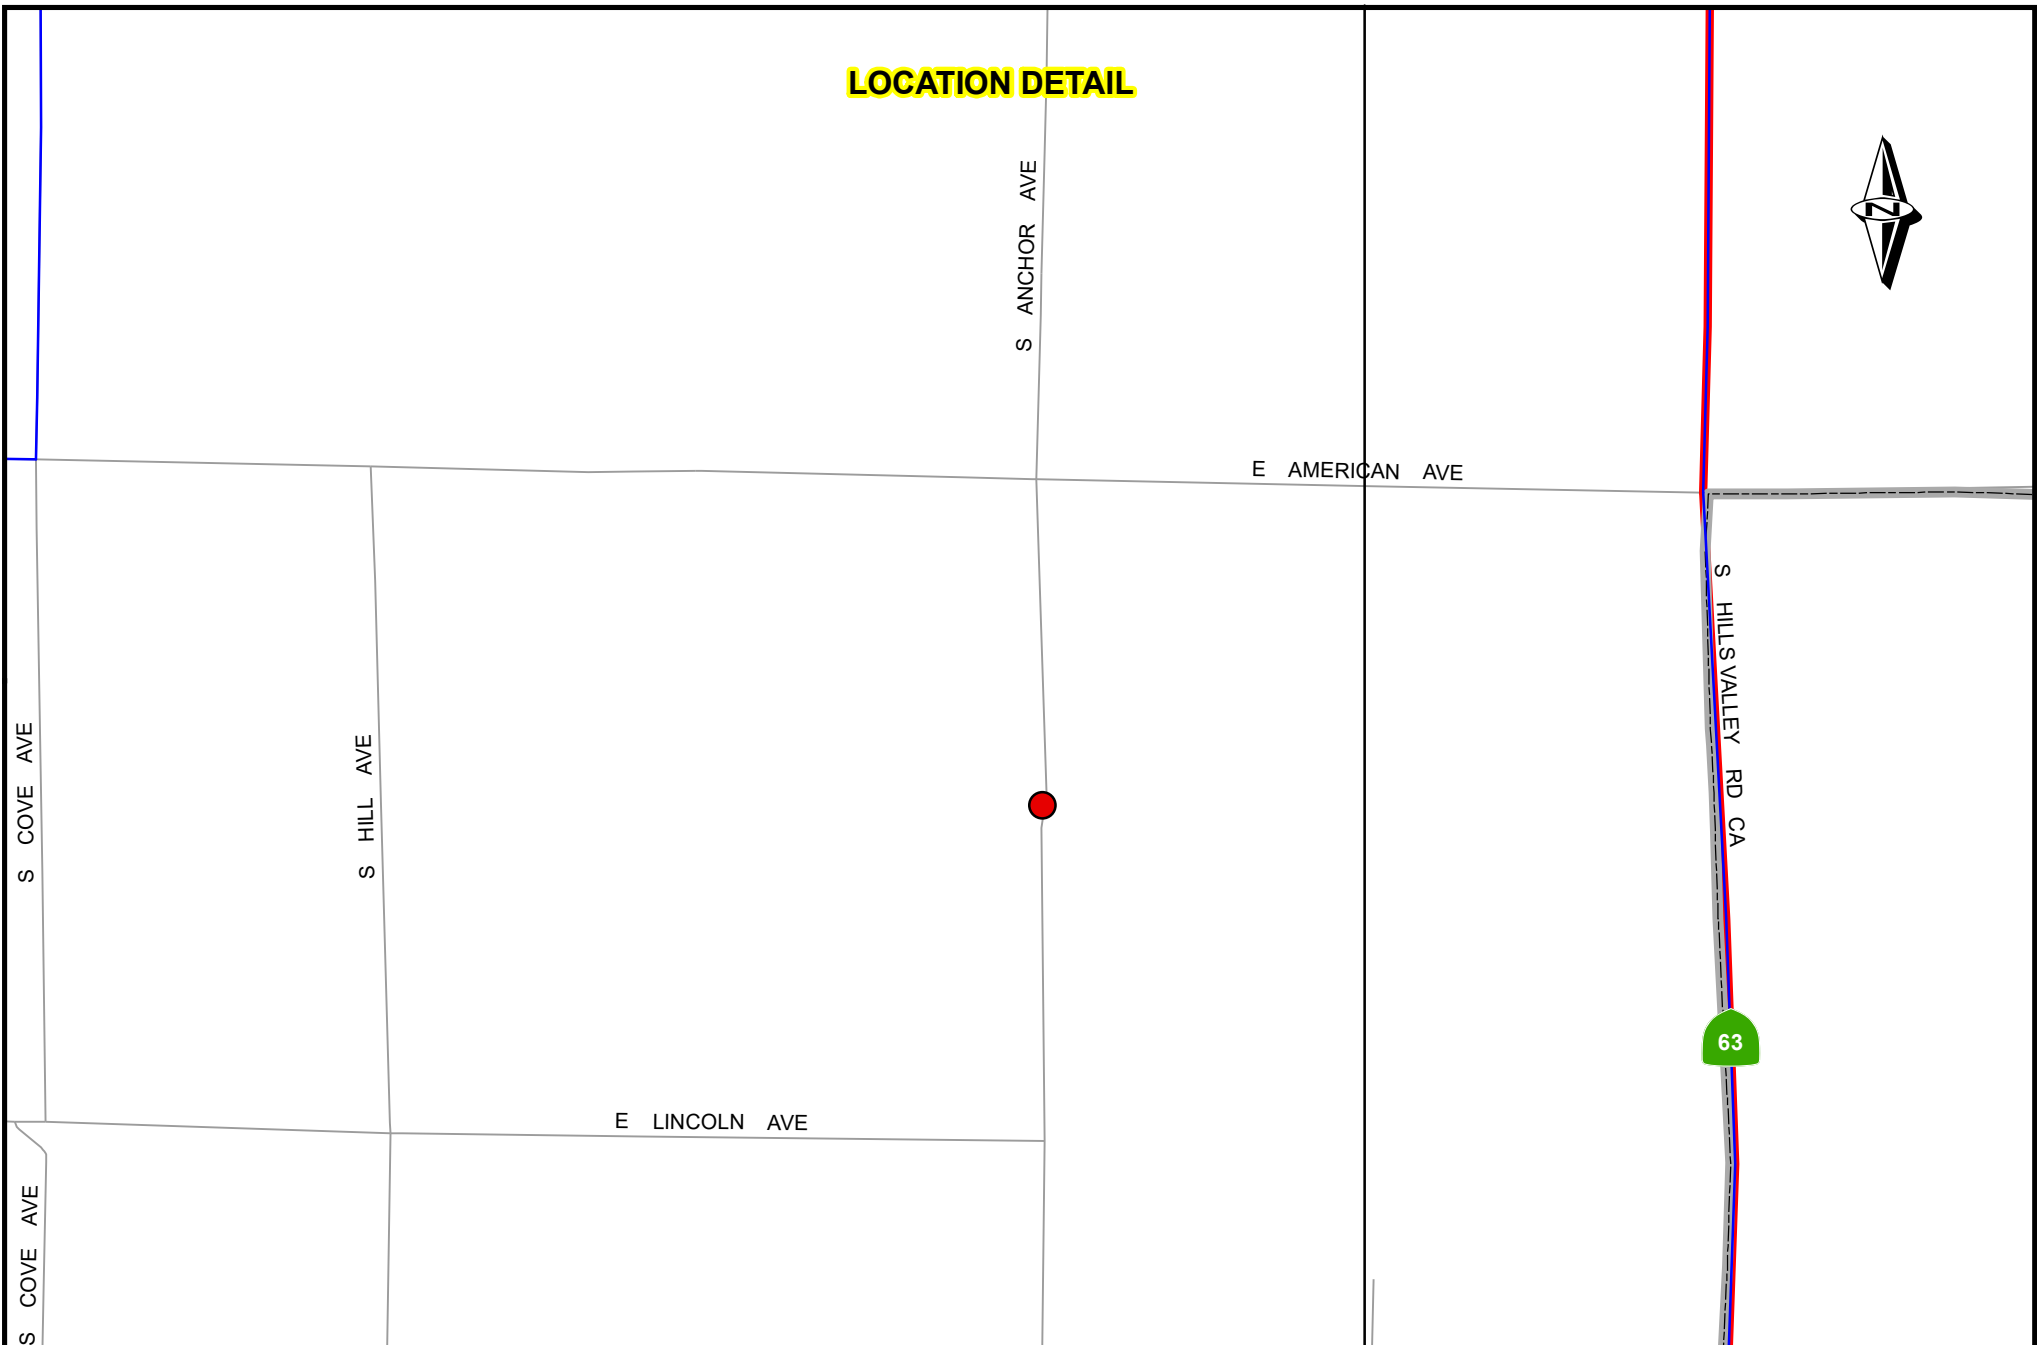 LOCATION DETAIL
S ANCHOR AVE
N
E AMERICAN AVE
S HILLS VALLEY RD CA
S COVE AVE
S HILL AVE
63
E LINCOLN AVE
S COVE AVE